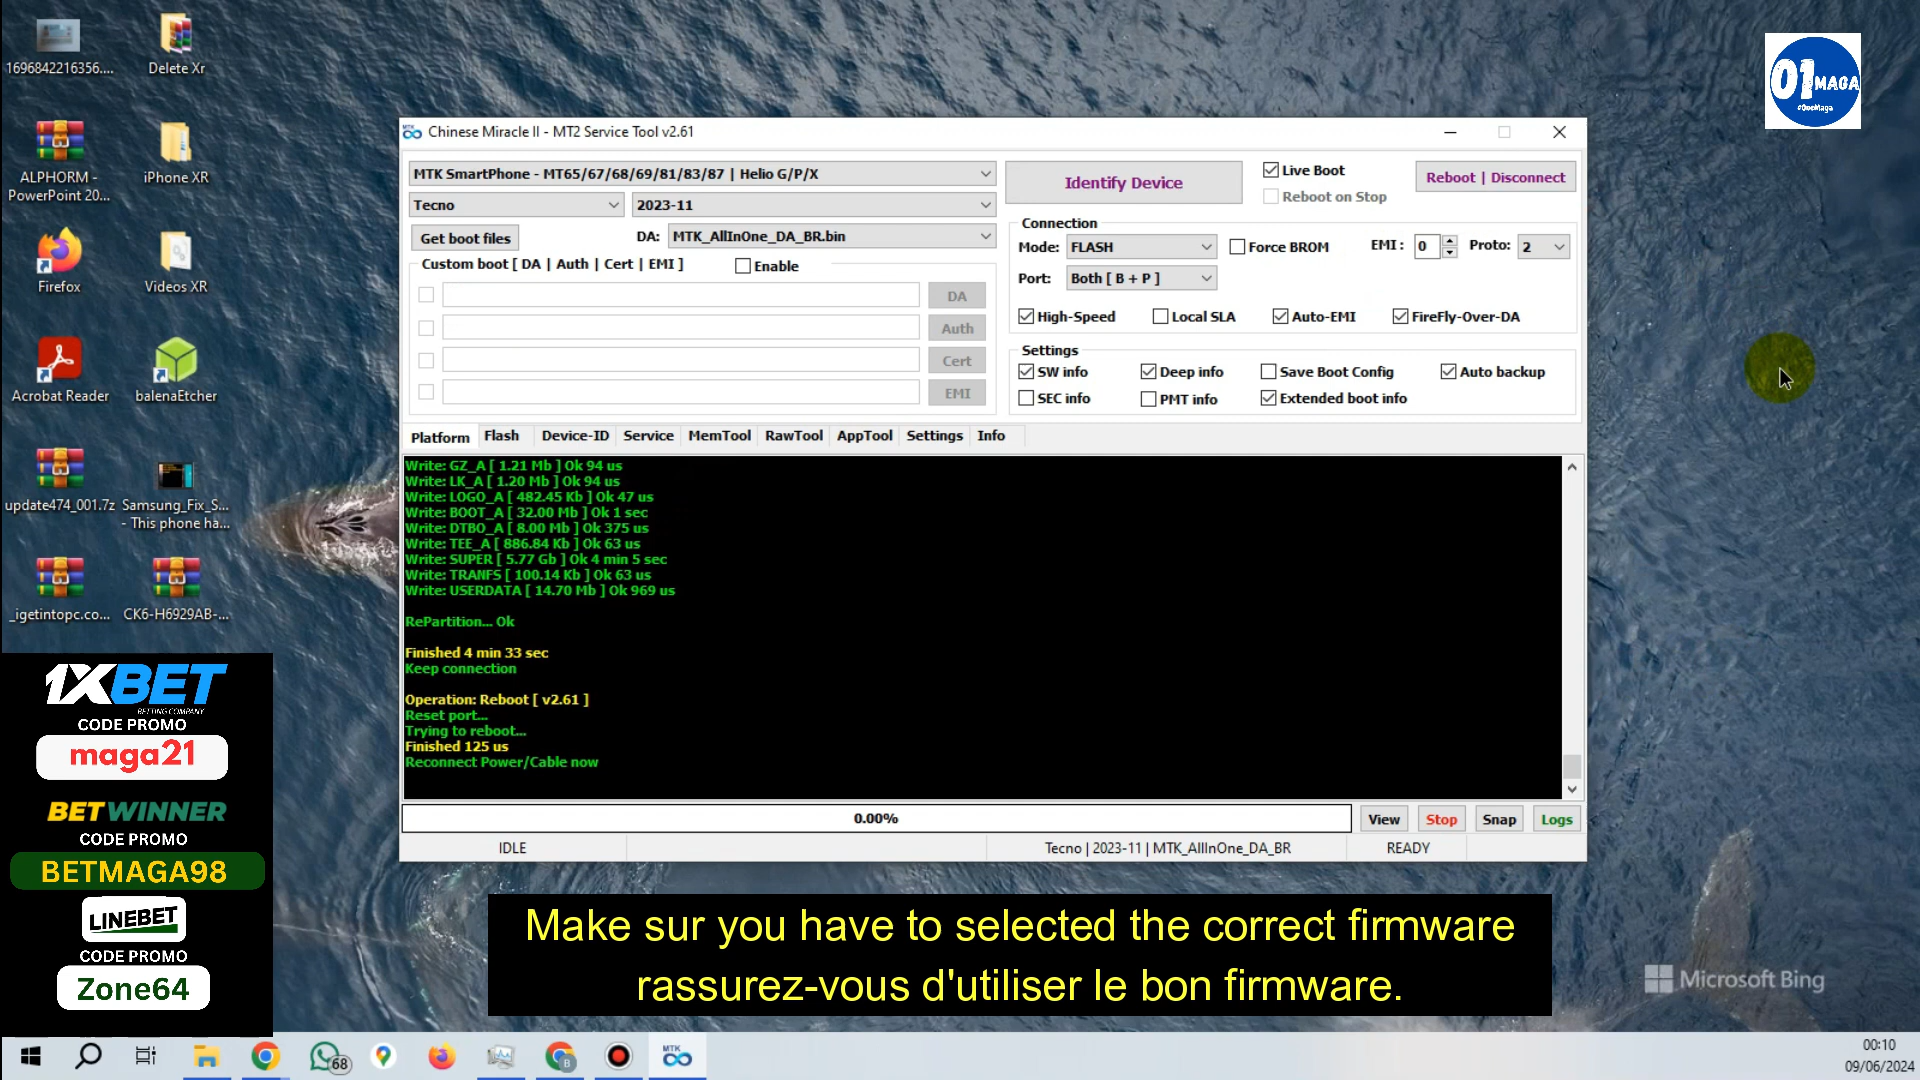 1696842216356....
Delete Xr
ALPHORM -
PowerPoint 20...
iPhone XR
Firefox
Videos XR
Acrobat Reader
balenaEtcher
update474_001.7z
Samsung_Fix_S...
- This phone ha...
_igetintopc.co...
CK6-H6929AB-...
01 MAGA
#OneMaga
Chinese Miracle II - MT2 Service Tool v2.61
MTK SmartPhone - MT65/67/68/69/81/83/87 | Helio G/P/X
Tecno
2023-11
Get boot files
DA:
MTK_AllInOne_DA_BR.bin
Custom boot [ DA | Auth | Cert | EMI ]
Enable
DA
Auth
Cert
EMI
Identify Device
Live Boot
Reboot on Stop
Reboot | Disconnect
Connection
Mode:
FLASH
Force BROM
EMI:
0
Proto:
2
Port:
Both [ B + P ]
High-Speed
Local SLA
Auto-EMI
FireFly-Over-DA
Settings
SW info
Deep info
Save Boot Config
Auto backup
SEC info
PMT info
Extended boot info
Platform
Flash
Device-ID
Service
MemTool
RawTool
AppTool
Settings
Info
Write: GZ_A [ 1.21 Mb ] Ok 94 us
Write: LK_A [ 1.20 Mb ] Ok 94 us
Write: LOGO_A [ 482.45 Kb ] Ok 47 us
Write: BOOT_A [ 32.00 Mb ] Ok 1 sec
Write: DTBO_A [ 8.00 Mb ] Ok 375 us
Write: TEE_A [ 886.84 Kb ] Ok 63 us
Write: SUPER [ 5.77 Gb ] Ok 4 min 5 sec
Write: TRANFS [ 100.14 Kb ] Ok 63 us
Write: USERDATA [ 14.70 Mb ] Ok 969 us
RePartition... Ok
Finished 4 min 33 sec
Keep connection
Operation: Reboot [ v2.61 ]
Reset port...
Trying to reboot...
Finished 125 us
Reconnect Power/Cable now
0.00%
View
Stop
Snap
Logs
IDLE
Tecno | 2023-11 | MTK_AllInOne_DA_BR
READY
1XBET
BETTING COMPANY
CODE PROMO
maga21
BETWINNER
CODE PROMO
BETMAGA98
LINEBET
CODE PROMO
Zone64
Make sur you have to selected the correct firmware
rassurez-vous d'utiliser le bon firmware.
Microsoft Bing
68
B
MTK
00:10
09/06/2024